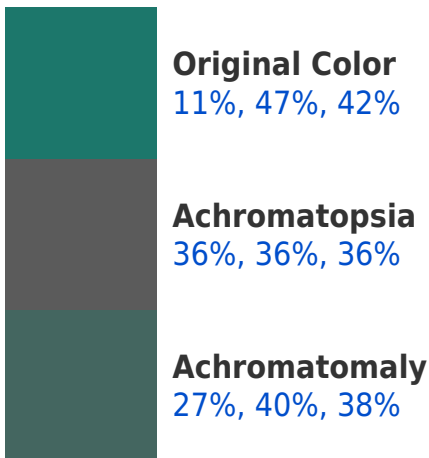 Original Color
11%, 47%, 42%
Achromatopsia
36%, 36%, 36%
Achromatomaly
27%, 40%, 38%